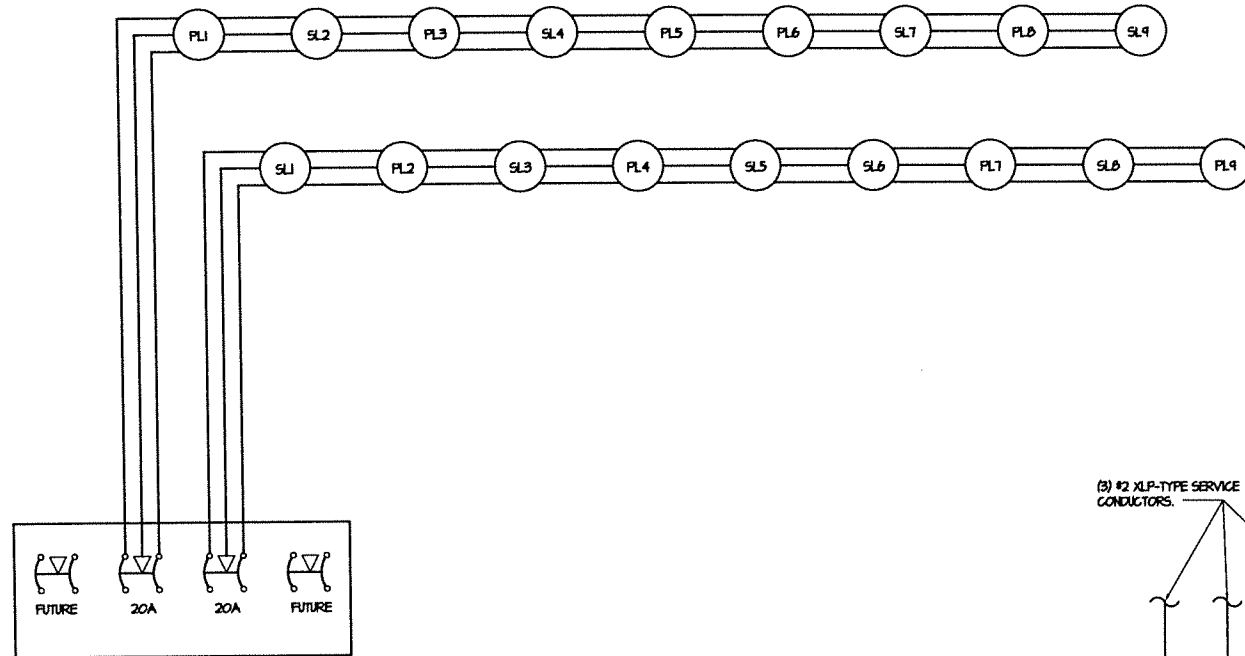 PL1 SL2 PL3 SL4 PL5 PL6 SL7 PL8 SL9
SL1 PL2 SL3 PL4 SL5 SL6 PL7 SL8 PL9
(3) #2 XLP-TYPE SERVICE
CONDUCTORS.
FUTURE 20A 20A FUTURE